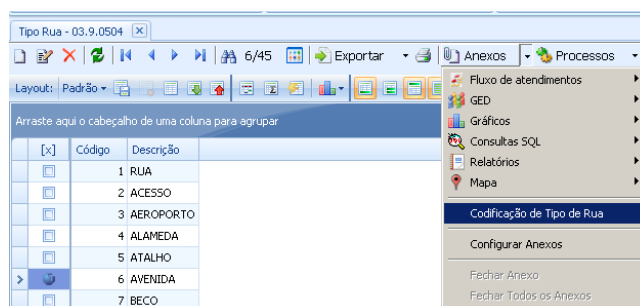 Tipo Rua - 03.9.0504
6/45 Exportar Anexos Processos
Layout: Padrão
Arraste aqui o cabeçalho de uma coluna para agrupar
[x] Código Descrição
1 RUA
2 ACESSO
3 AEROPORTO
4 ALAMEDA
5 ATALHO
6 AVENIDA
7 BECO
Fluxo de atendimentos
GED
Gráficos
Consultas SQL
Relatórios
Mapa
Codificação de Tipo de Rua
Configurar Anexos
Fechar Anexo
Fechar Todos os Anexos